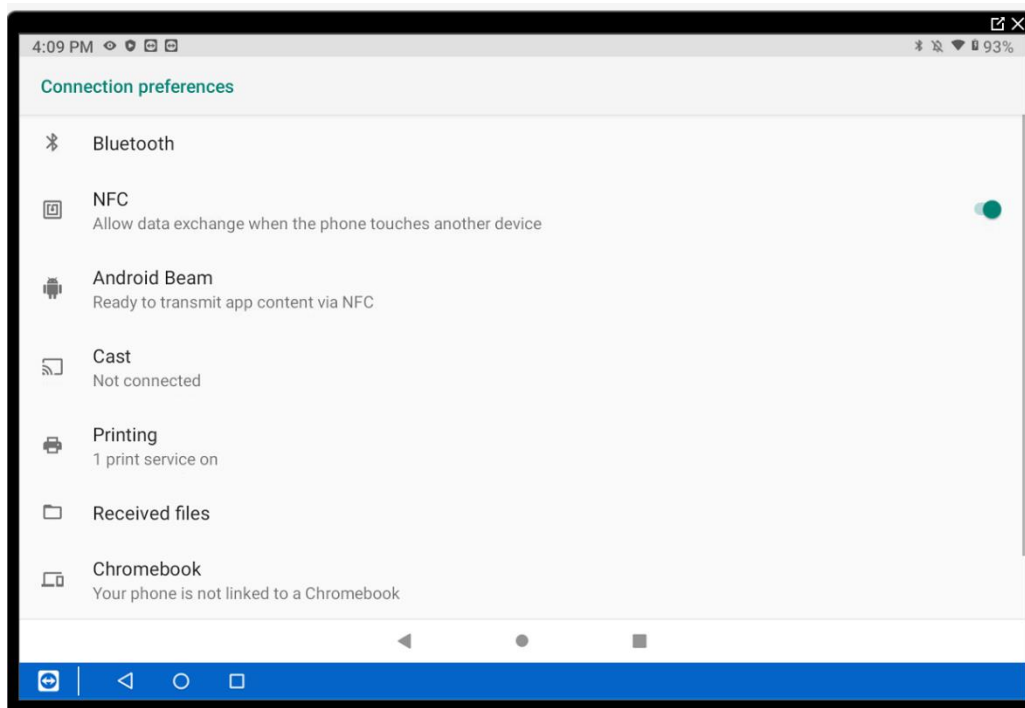 4:09 PM
93%
Connection preferences
Bluetooth
NFC
Allow data exchange when the phone touches another device
Android Beam
Ready to transmit app content via NFC
Cast
Not connected
Printing
1 print service on
Received files
Chromebook
Your phone is not linked to a Chromebook